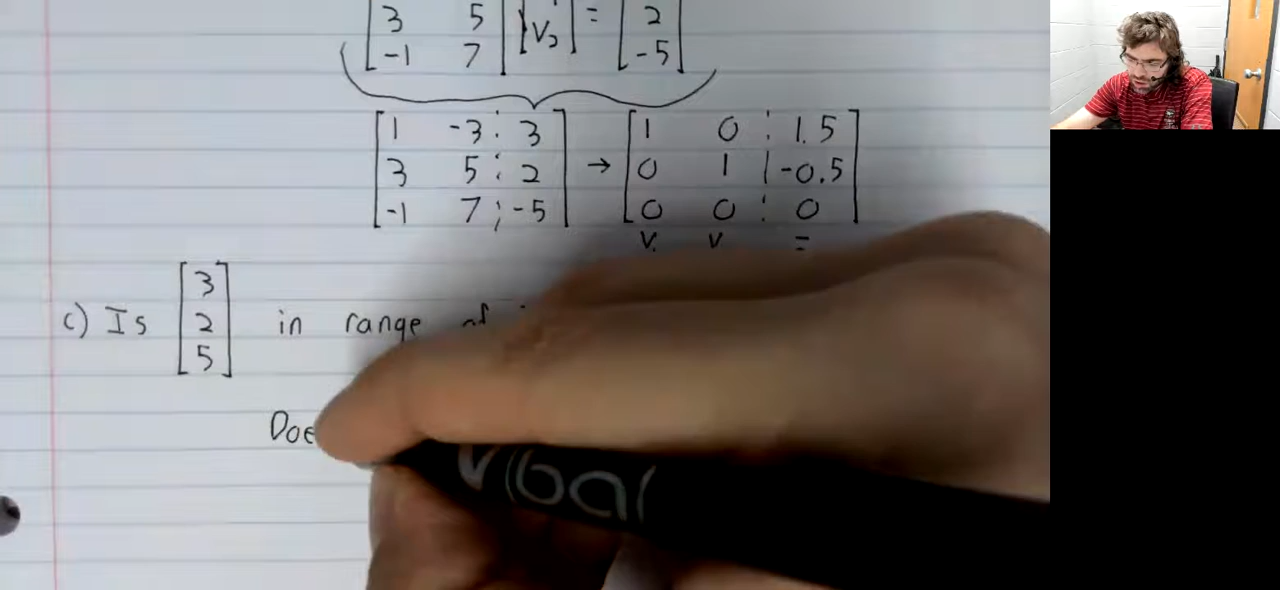 3 5 [V₂] = 2
-1 7 -5
1 -3 ⋮ 3 → 1 0 ⋮ 1.5
3 5 ⋮ 2 0 1 | -0.5
-1 7 ⋮ -5 0 0 ⋮ 0
V V =
3
c) Is 2 in range of
5
Doe